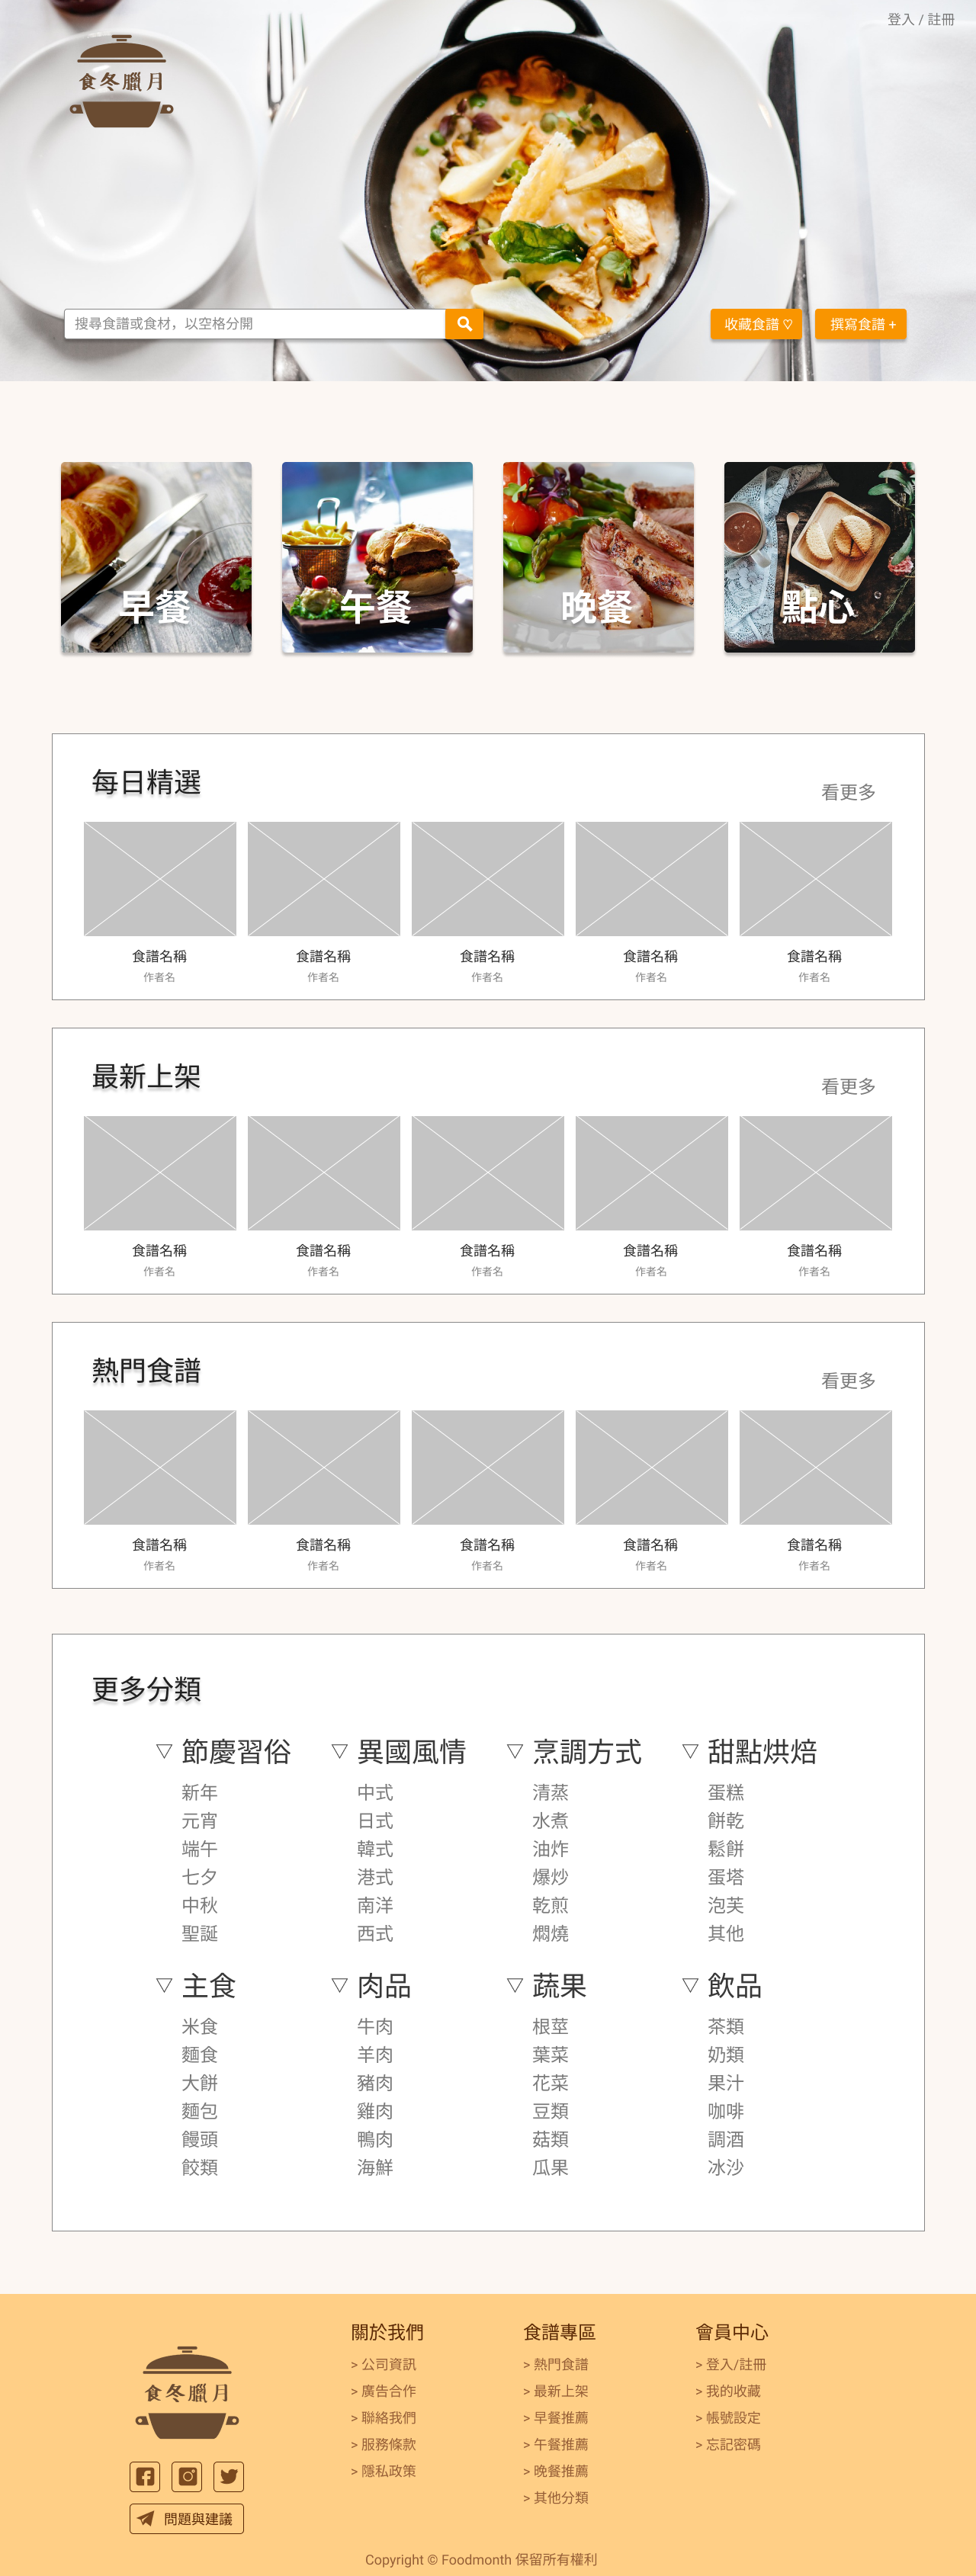 登入 / 註冊
食冬臘月
搜尋食譜或食材，以空格分開
收藏食譜 ♡
撰寫食譜 +
早餐
午餐
晚餐
點心
每日精選
看更多
食譜名稱 食譜名稱 食譜名稱 食譜名稱 食譜名稱
作者名 作者名 作者名 作者名 作者名
最新上架
看更多
食譜名稱 食譜名稱 食譜名稱 食譜名稱 食譜名稱
作者名 作者名 作者名 作者名 作者名
熱門食譜
看更多
食譜名稱 食譜名稱 食譜名稱 食譜名稱 食譜名稱
作者名 作者名 作者名 作者名 作者名
更多分類
▽ 節慶習俗
新年
元宵
端午
七夕
中秋
聖誕
▽ 異國風情
中式
日式
韓式
港式
南洋
西式
▽ 烹調方式
清蒸
水煮
油炸
爆炒
乾煎
燜燒
▽ 甜點烘焙
蛋糕
餅乾
鬆餅
蛋塔
泡芙
其他
▽ 主食
米食
麵食
大餅
麵包
饅頭
餃類
▽ 肉品
牛肉
羊肉
豬肉
雞肉
鴨肉
海鮮
▽ 蔬果
根莖
葉菜
花菜
豆類
菇類
瓜果
▽ 飲品
茶類
奶類
果汁
咖啡
調酒
冰沙
食冬臘月
問題與建議
關於我們
> 公司資訊
> 廣告合作
> 聯絡我們
> 服務條款
> 隱私政策
食譜專區
> 熱門食譜
> 最新上架
> 早餐推薦
> 午餐推薦
> 晚餐推薦
> 其他分類
會員中心
> 登入/註冊
> 我的收藏
> 帳號設定
> 忘記密碼
Copyright © Foodmonth 保留所有權利